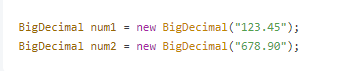 BigDecimal num1 = new BigDecimal("123.45");
BigDecimal num2 = new BigDecimal("678.90");